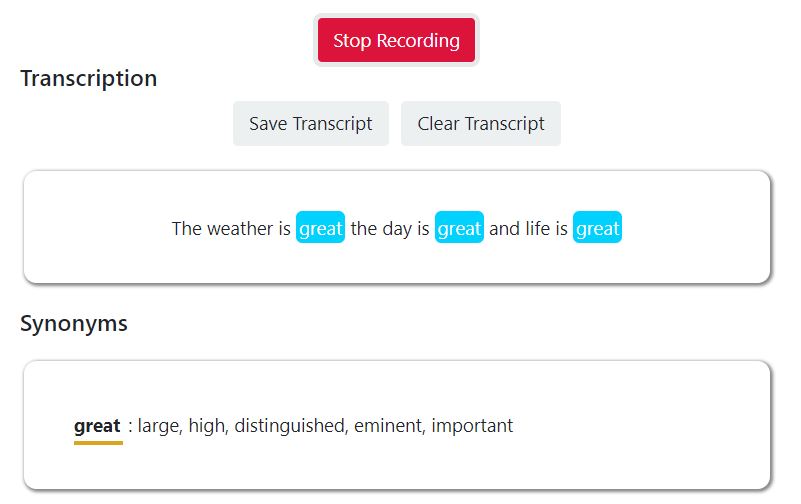 Stop Recording
Transcription
Save Transcript Clear Transcript
The weather is great the day is great and life is great
Synonyms
great : large, high, distinguished, eminent, important